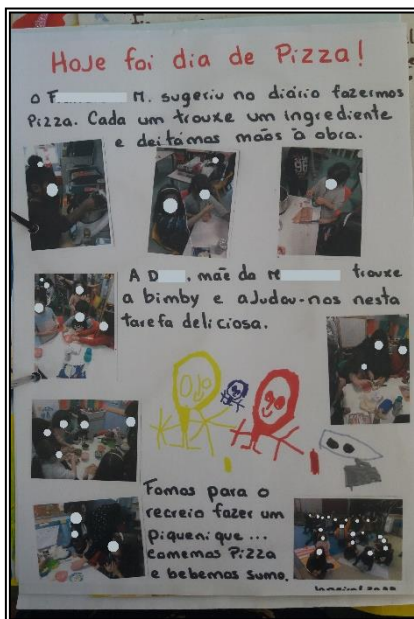 Hoje foi dia de Pizza!
O F M. sugeriu no diário fazermos
Pizza. Cada um trouxe um ingrediente
e deitámos mãos à obra.
A D , mãe da M trouxe
a bimby e ajudou-nos nesta
tarefa deliciosa.
Fomos para o
recreio fazer um
piquenique ...
comemos Pizza
e bebemos sumo.